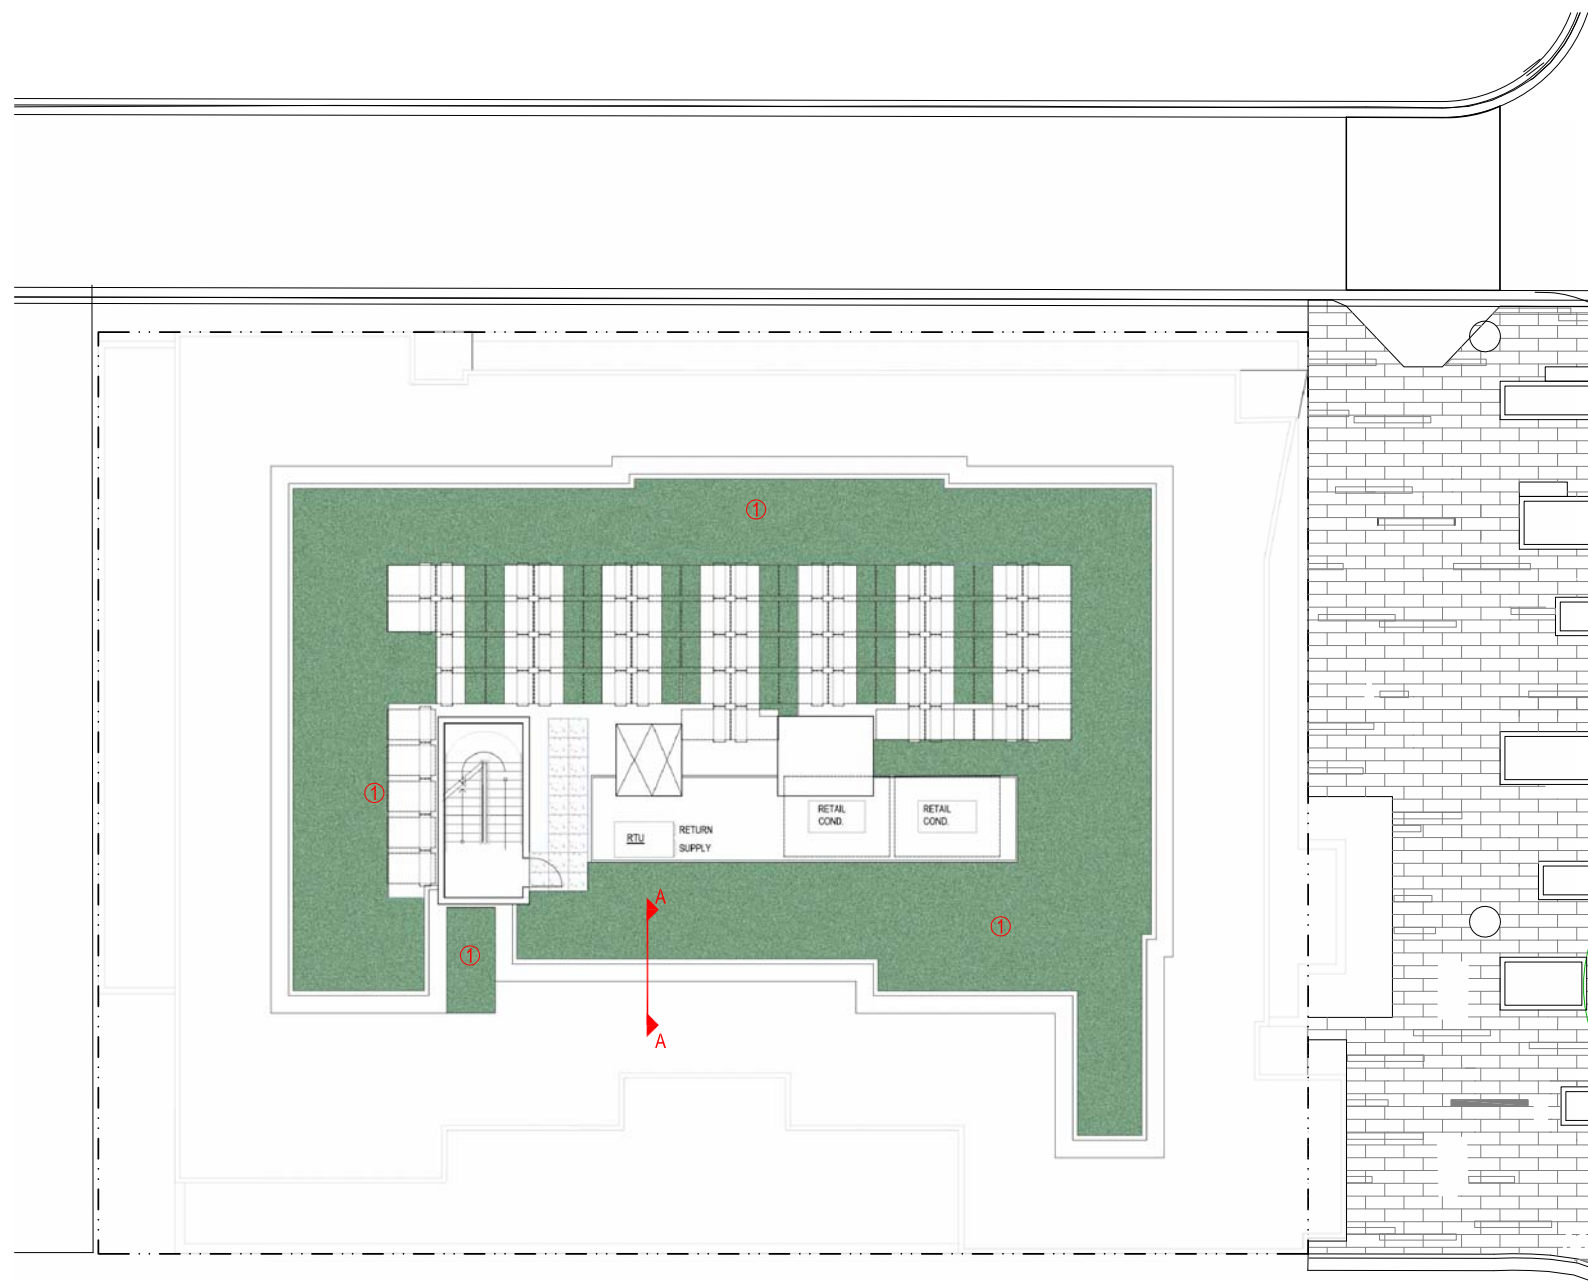 ①
①
RETAIL
COND.
RETAIL
COND.
RTU
RETURN
SUPPLY
A
①
①
A